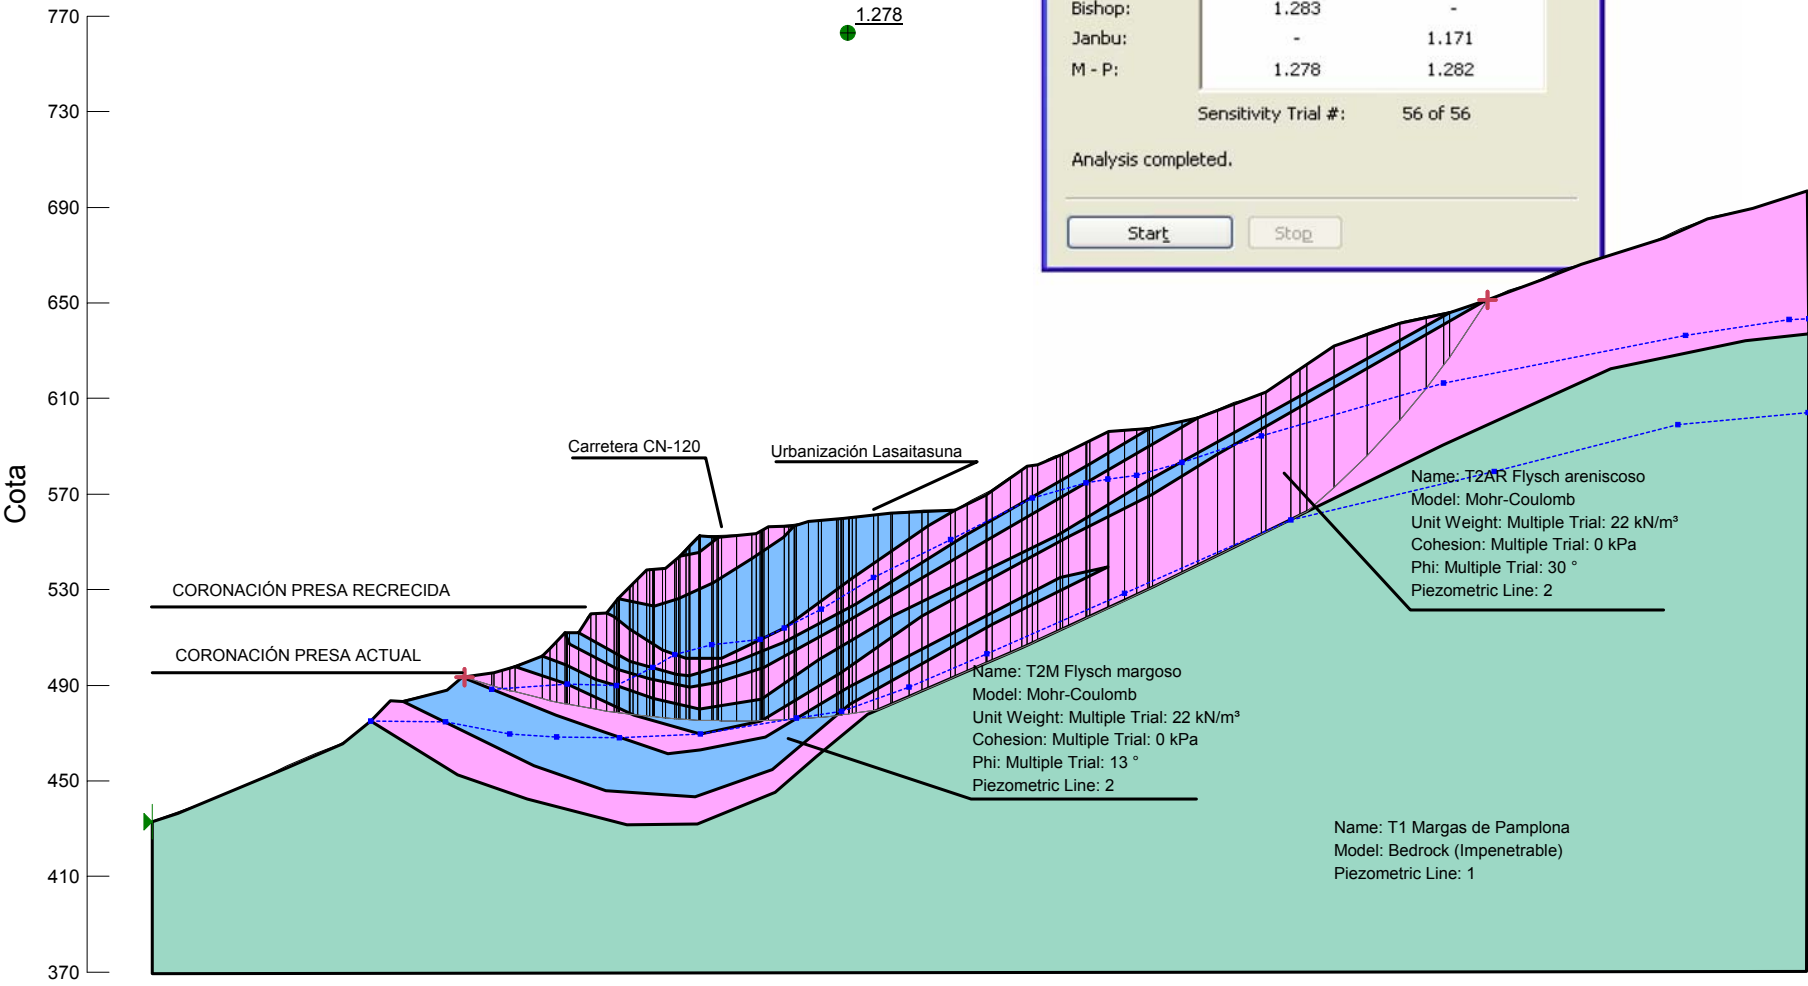 770
730
690
650
610
570
530
490
450
410
370
Cota
1.278
Bishop: 1.283 -
Janbu: - 1.171
M - P: 1.278 1.282
Sensitivity Trial #: 56 of 56
Analysis completed.
Start Stop
Carretera CN-120
Urbanización Lasaitasuna
CORONACIÓN PRESA RECRECIDA
CORONACIÓN PRESA ACTUAL
Name: T2AR Flysch areniscoso
Model: Mohr-Coulomb
Unit Weight: Multiple Trial: 22 kN/m³
Cohesion: Multiple Trial: 0 kPa
Phi: Multiple Trial: 30 °
Piezometric Line: 2
Name: T2M Flysch margoso
Model: Mohr-Coulomb
Unit Weight: Multiple Trial: 22 kN/m³
Cohesion: Multiple Trial: 0 kPa
Phi: Multiple Trial: 13 °
Piezometric Line: 2
Name: T1 Margas de Pamplona
Model: Bedrock (Impenetrable)
Piezometric Line: 1